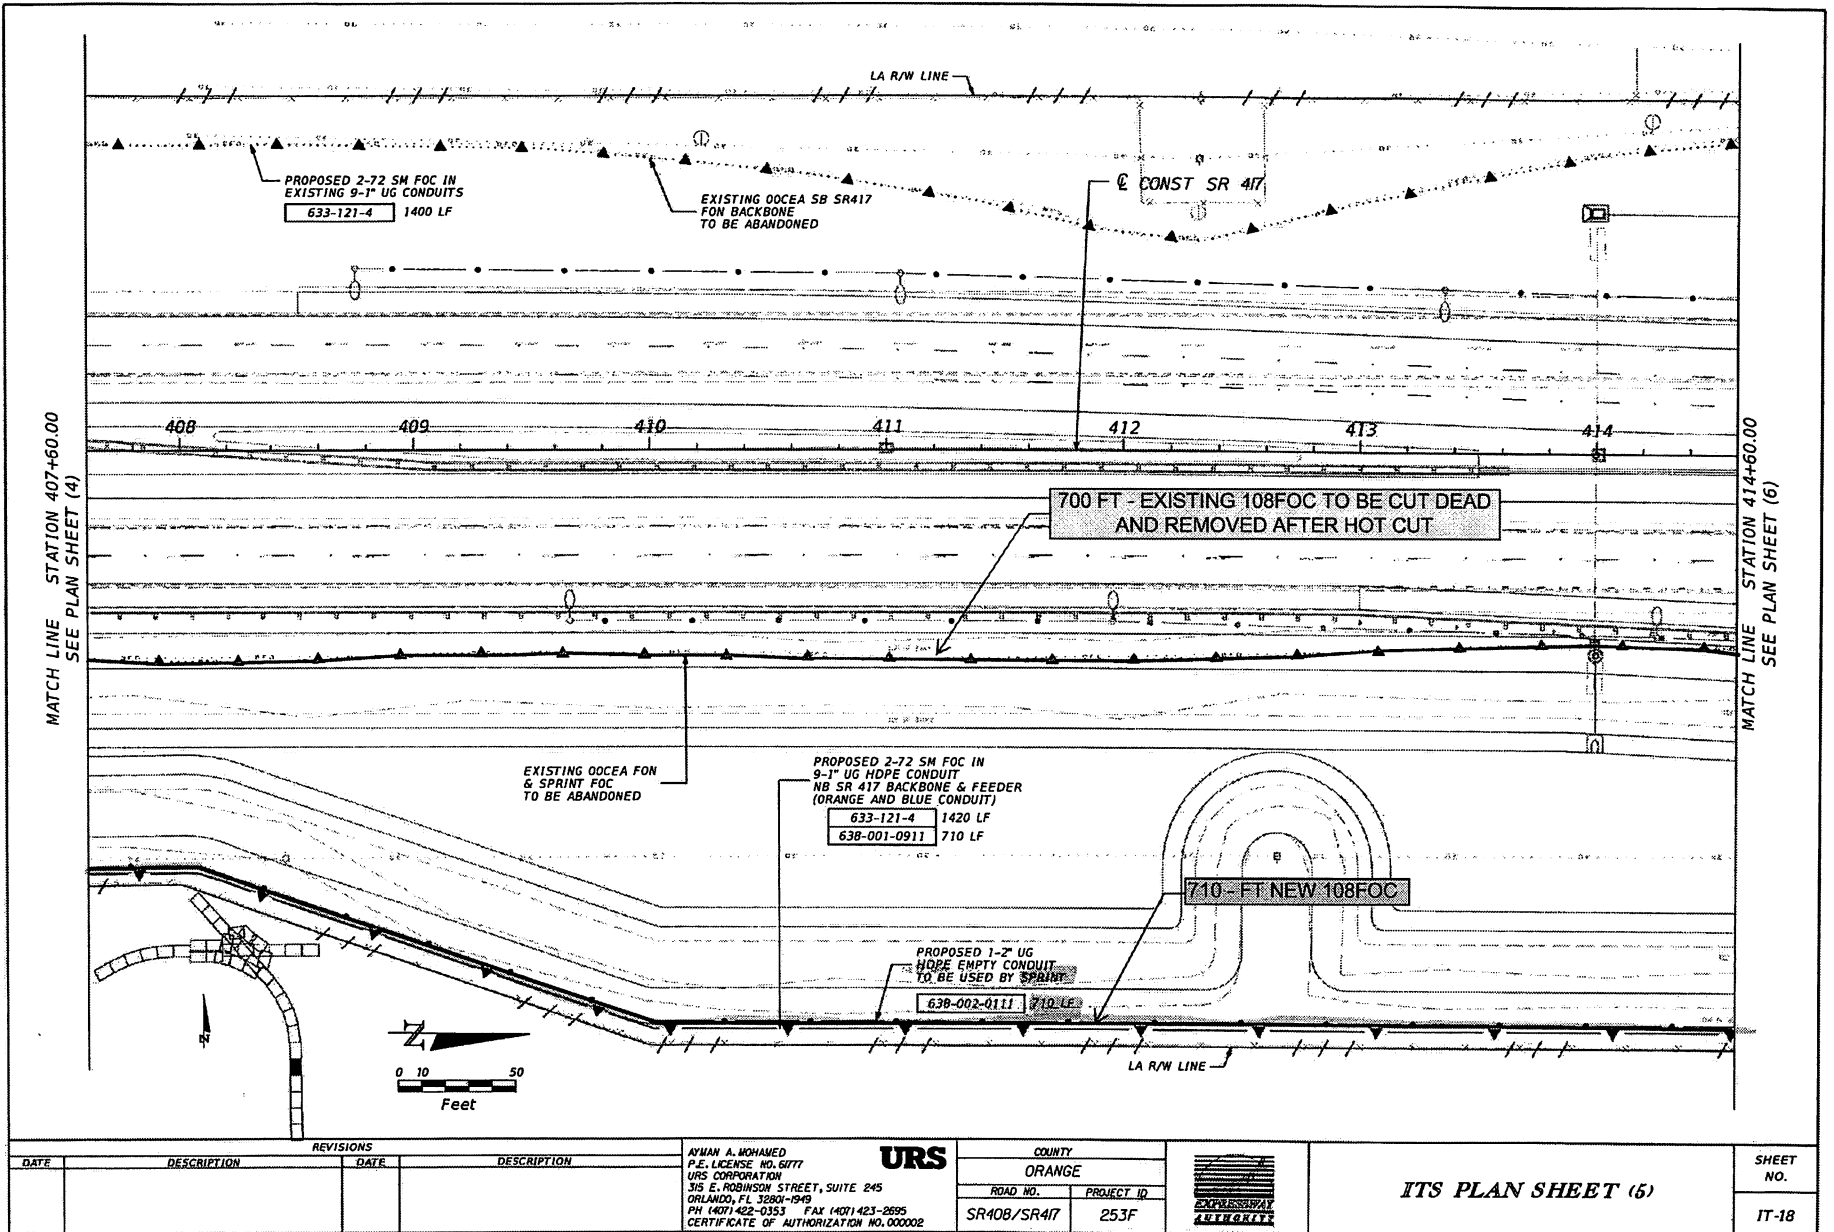 LA R/W LINE
PROPOSED 2-72 SM FOC IN
EXISTING 9-1" UG CONDUITS
633-121-4 1400 LF
EXISTING OOCEA SB SR417
FON BACKBONE
TO BE ABANDONED
℄ CONST SR 417
408 409 410 411 412 413 414
MATCH LINE STATION 407+60.00
SEE PLAN SHEET (4)
MATCH LINE STATION 414+60.00
SEE PLAN SHEET (6)
700 FT - EXISTING 108FOC TO BE CUT DEAD
AND REMOVED AFTER HOT CUT
EXISTING OOCEA FON
& SPRINT FOC
TO BE ABANDONED
PROPOSED 2-72 SM FOC IN
9-1" UG HDPE CONDUIT
NB SR 417 BACKBONE & FEEDER
(ORANGE AND BLUE CONDUIT)
633-121-4 1420 LF
638-001-0911 710 LF
710 - FT NEW 108FOC
PROPOSED 1-2" UG
HDPE EMPTY CONDUIT
TO BE USED BY SPRINT
638-002-0111 710 LF
LA R/W LINE
N
N
0 10 50
Feet
REVISIONS
DATE DESCRIPTION DATE DESCRIPTION
AYMAN A. MOHAMED
P.E. LICENSE NO. 61777
URS CORPORATION
315 E. ROBINSON STREET, SUITE 245
ORLANDO, FL 32801-1949
PH (407) 422-0353 FAX (407) 423-2695
CERTIFICATE OF AUTHORIZATION NO. 000002
URS
COUNTY
ORANGE
ROAD NO. PROJECT ID
SR408/SR417 253F
EXPRESSWAY
AUTHORITY
ITS PLAN SHEET (5)
SHEET
NO.
IT-18